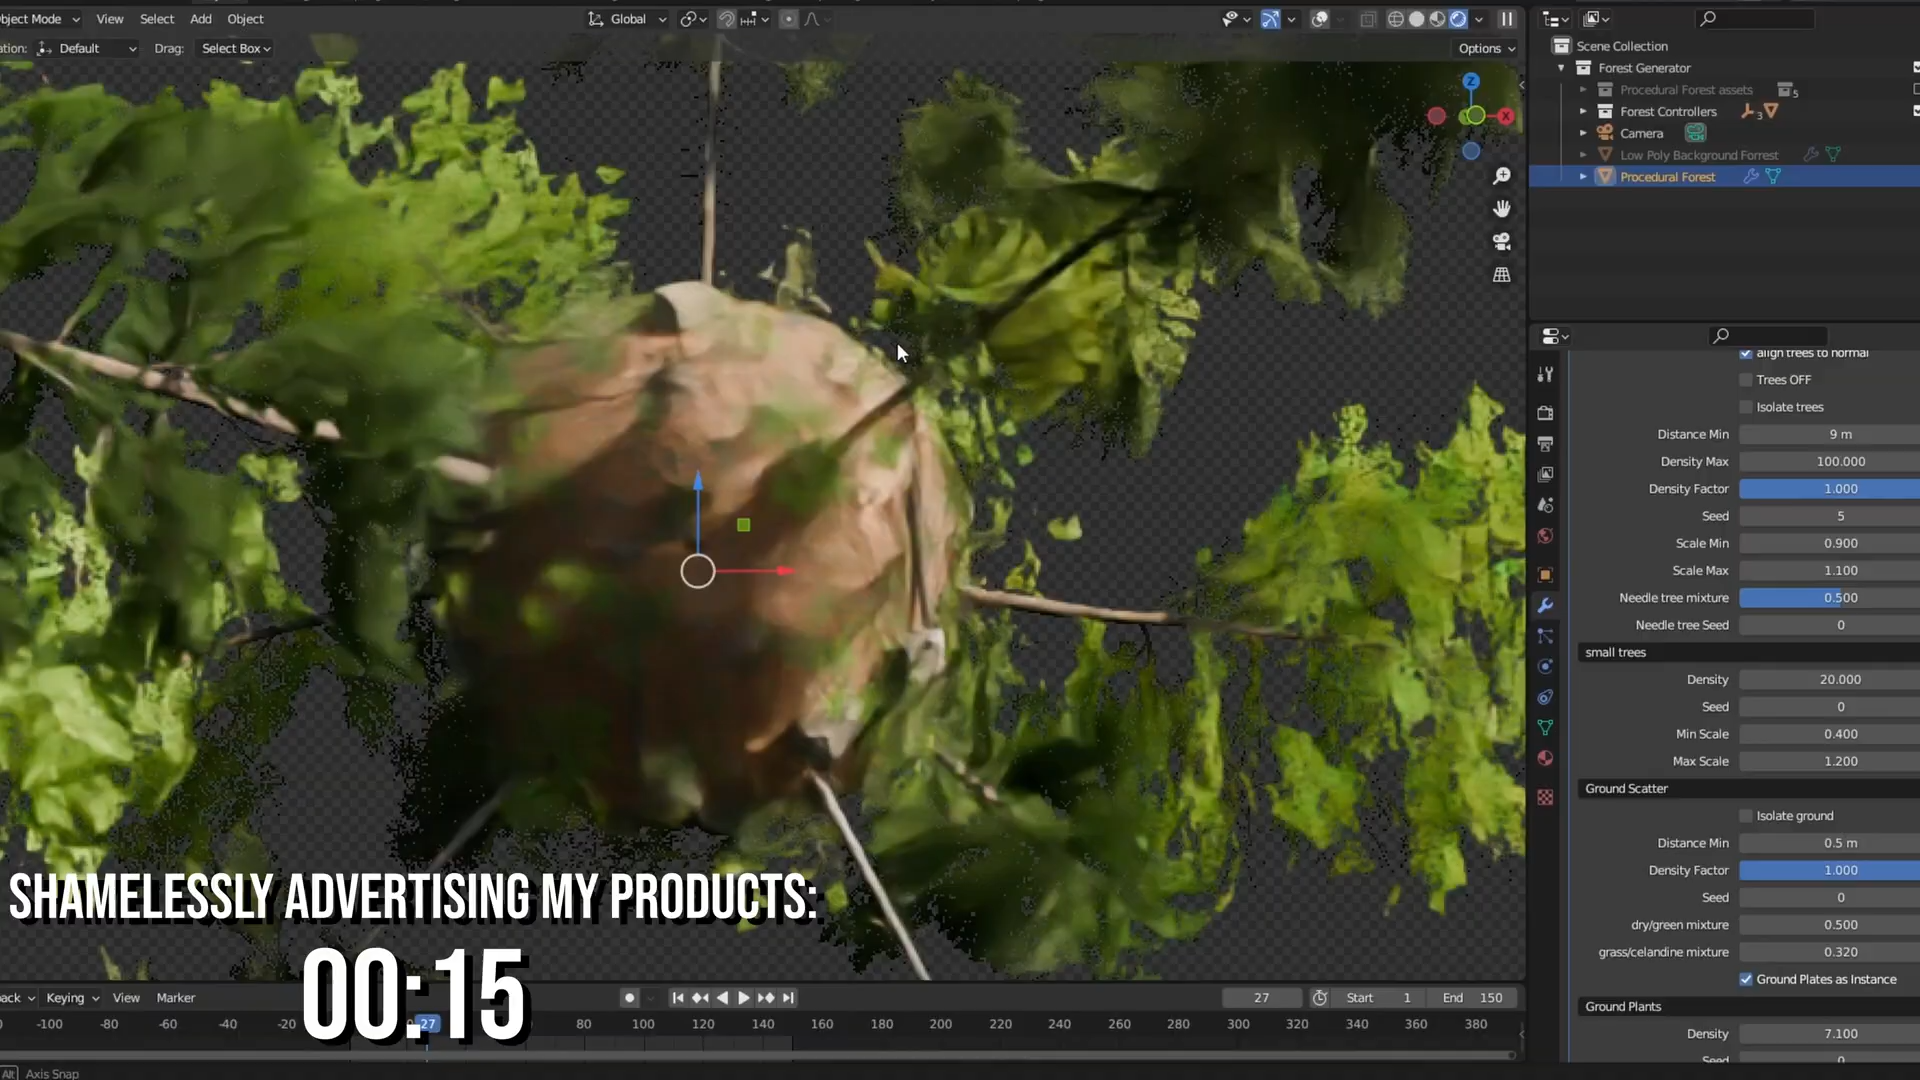 bject Mode View Select Add Object Global
ation: Default Drag: Select Box Options
Z
X
Scene Collection
Forest Generator
Procedural Forest assets 5
Forest Controllers 3
Camera
Low Poly Background Forrest
Procedural Forest
align trees to normal
Trees OFF
Isolate trees
Distance Min 9 m
Density Max 100.000
Density Factor 1.000
Seed 5
Scale Min 0.900
Scale Max 1.100
Needle tree mixture 0.500
Needle tree Seed 0
small trees
Density 20.000
Seed 0
Min Scale 0.400
Max Scale 1.200
Ground Scatter
Isolate ground
Distance Min 0.5 m
Density Factor 1.000
Seed 0
dry/green mixture 0.500
grass/celandine mixture 0.320
Ground Plates as Instance
Ground Plants
Density 7.100
Seed 0
SHAMELESSLY ADVERTISING MY PRODUCTS:
00:15
back Keying View Marker 27 Start 1 End 150
-100 -80 -60 -40 -20 27 80 100 120 140 160 180 200 220 240 260 280 300 320 340 360 380
Alt Axis Snap